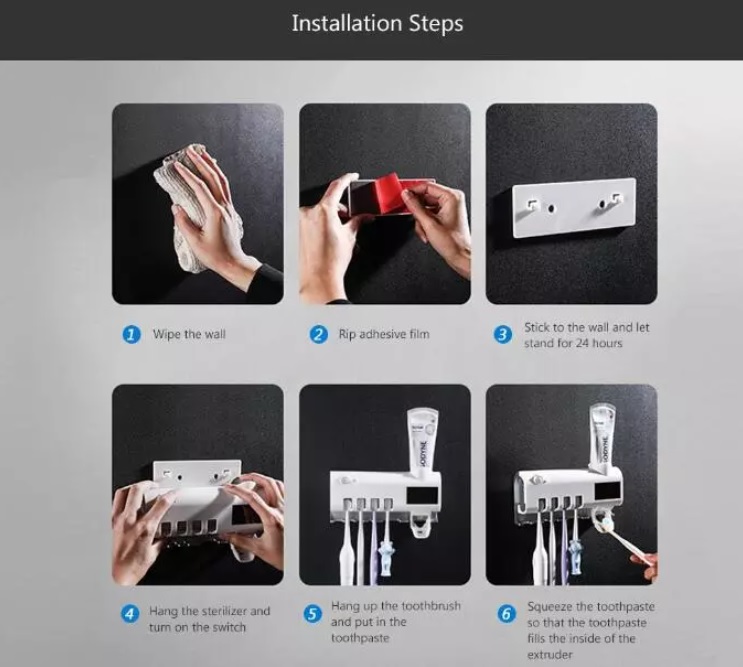 Installation Steps
1 Wipe the wall
2 Rip adhesive film
3 Stick to the wall and let
stand for 24 hours
4 Hang the sterilizer and
turn on the switch
5 Hang up the toothbrush
and put in the
toothpaste
6 Squeeze the toothpaste
so that the toothpaste
fills the inside of the
extruder